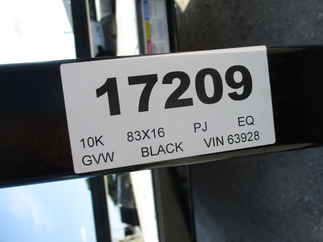 17209
10K 83X16 PJ EQ
GVW BLACK VIN 63928